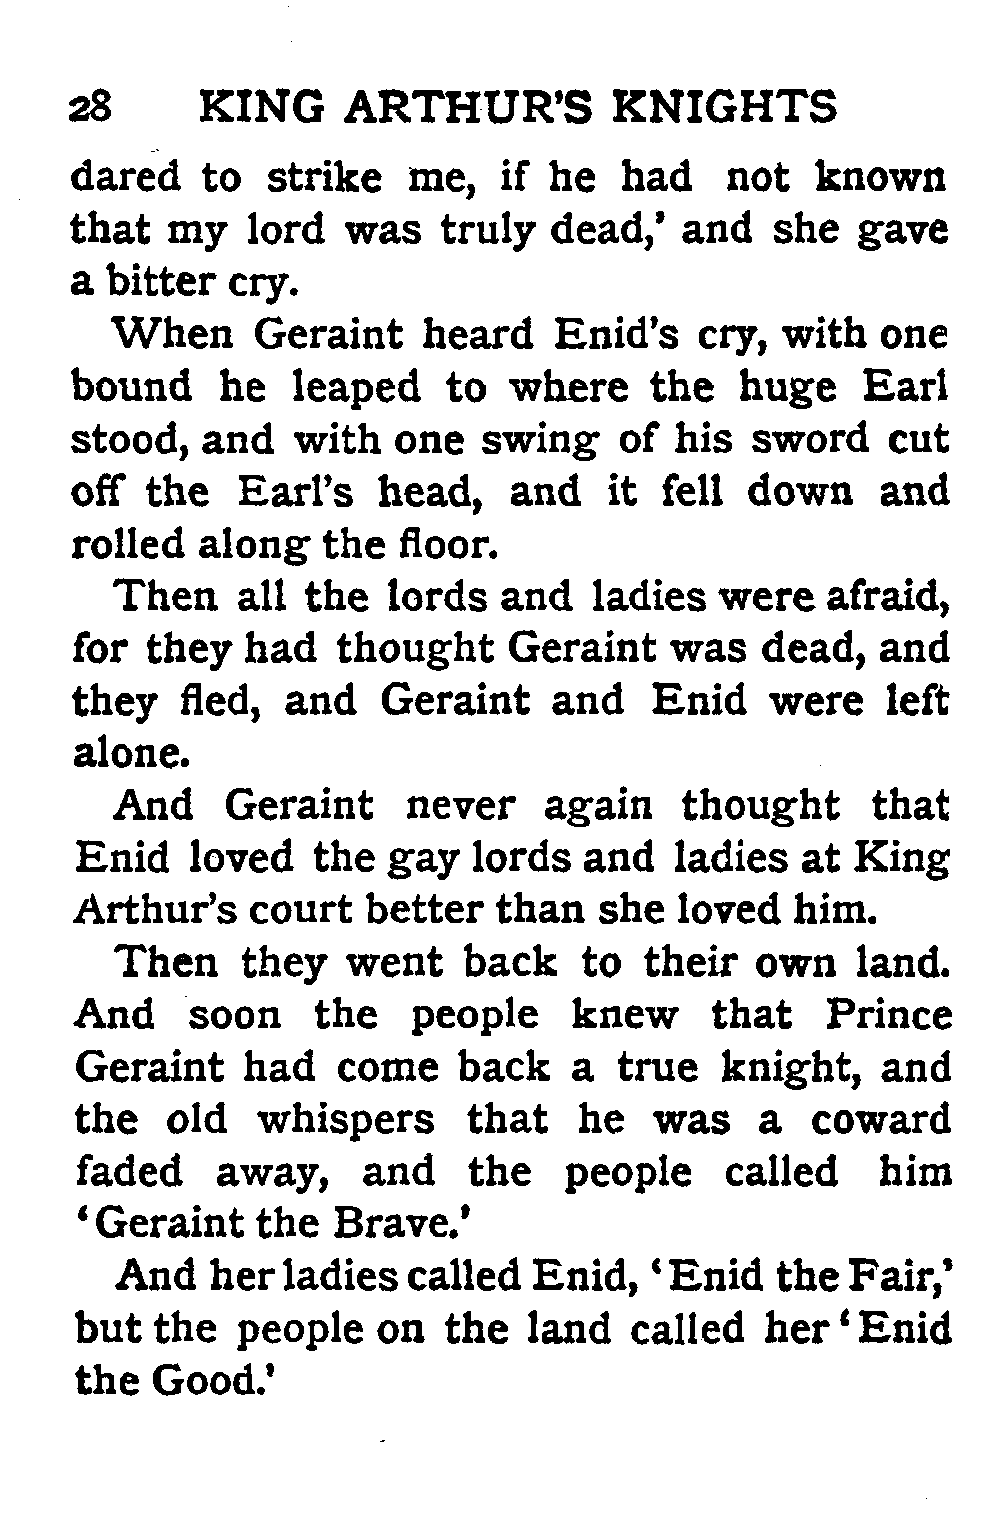 28 KING ARTHUR'S KNIGHTS
dared to strike me, if he had not known
that my lord was truly dead,' and she gave
a bitter cry.
When Geraint heard Enid's cry, with one
bound he leaped to where the huge Earl
stood, and with one swing of his sword cut
off the Earl's head, and it fell down and
rolled along the floor.
Then all the lords and ladies were afraid,
for they had thought Geraint was dead, and
they fled, and Geraint and Enid were left
alone.
And Geraint never again thought that
Enid loved the gay lords and ladies at King
Arthur's court better than she loved him.
Then they went back to their own land.
And soon the people knew that Prince
Geraint had come back a true knight, and
the old whispers that he was a coward
faded away, and the people called him
'Geraint the Brave.'
And her ladies called Enid, 'Enid the Fair,'
but the people on the land called her 'Enid
the Good.'